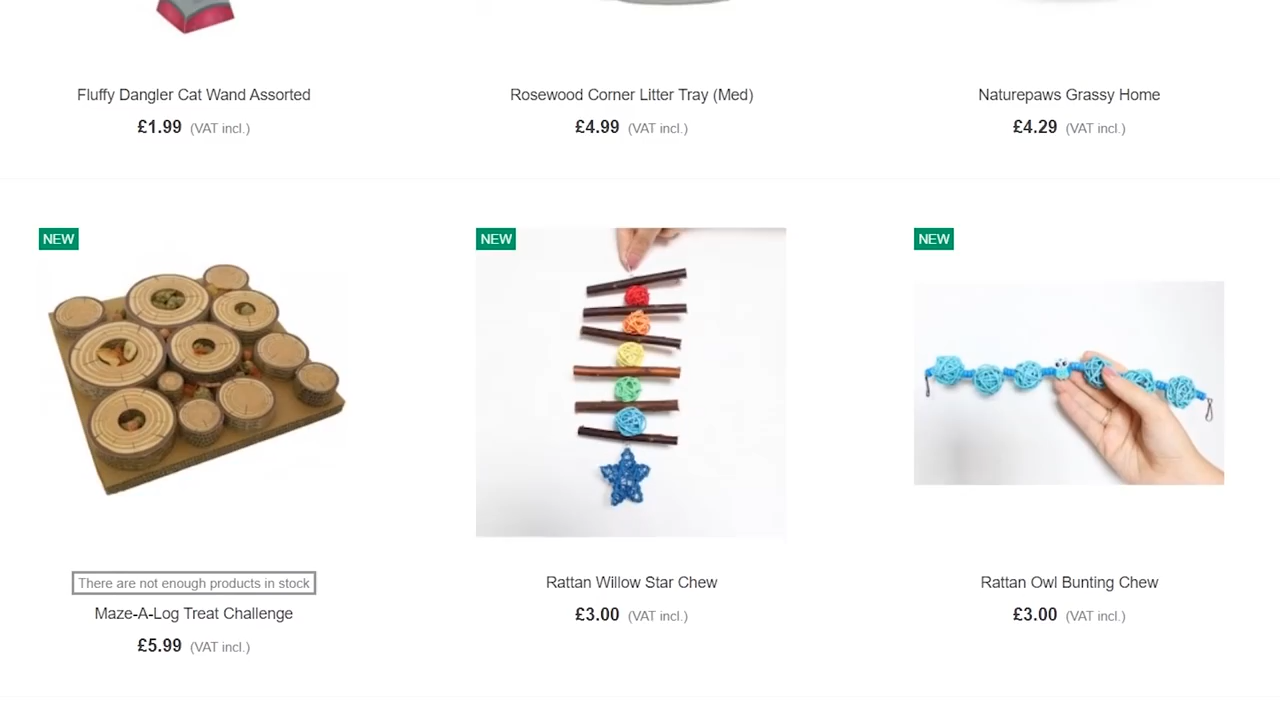 Fluffy Dangler Cat Wand Assorted
£1.99 (VAT incl.)
Rosewood Corner Litter Tray (Med)
£4.99 (VAT incl.)
Naturepaws Grassy Home
£4.29 (VAT incl.)
NEW
There are not enough products in stock
Maze-A-Log Treat Challenge
£5.99 (VAT incl.)
NEW
Rattan Willow Star Chew
£3.00 (VAT incl.)
NEW
Rattan Owl Bunting Chew
£3.00 (VAT incl.)